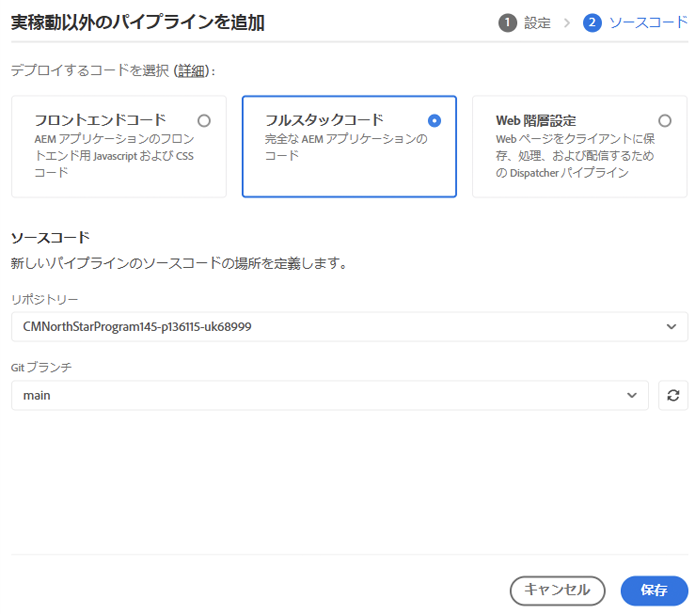 実稼動以外のパイプラインを追加
1 設定 > 2 ソースコード
デプロイするコードを選択 (詳細) :
フロントエンドコード
AEM アプリケーションのフロン
トエンド用 Javascript および CSS
コード
フルスタックコード
完全な AEM アプリケーションの
コード
Web 階層設定
Web ページをクライアントに保
存、処理、および配信するため
の Dispatcher パイプライン
ソースコード
新しいパイプラインのソースコードの場所を定義します。
リポジトリー
CMNorthStarProgram145-p136115-uk68999
Git ブランチ
main
キャンセル
保存